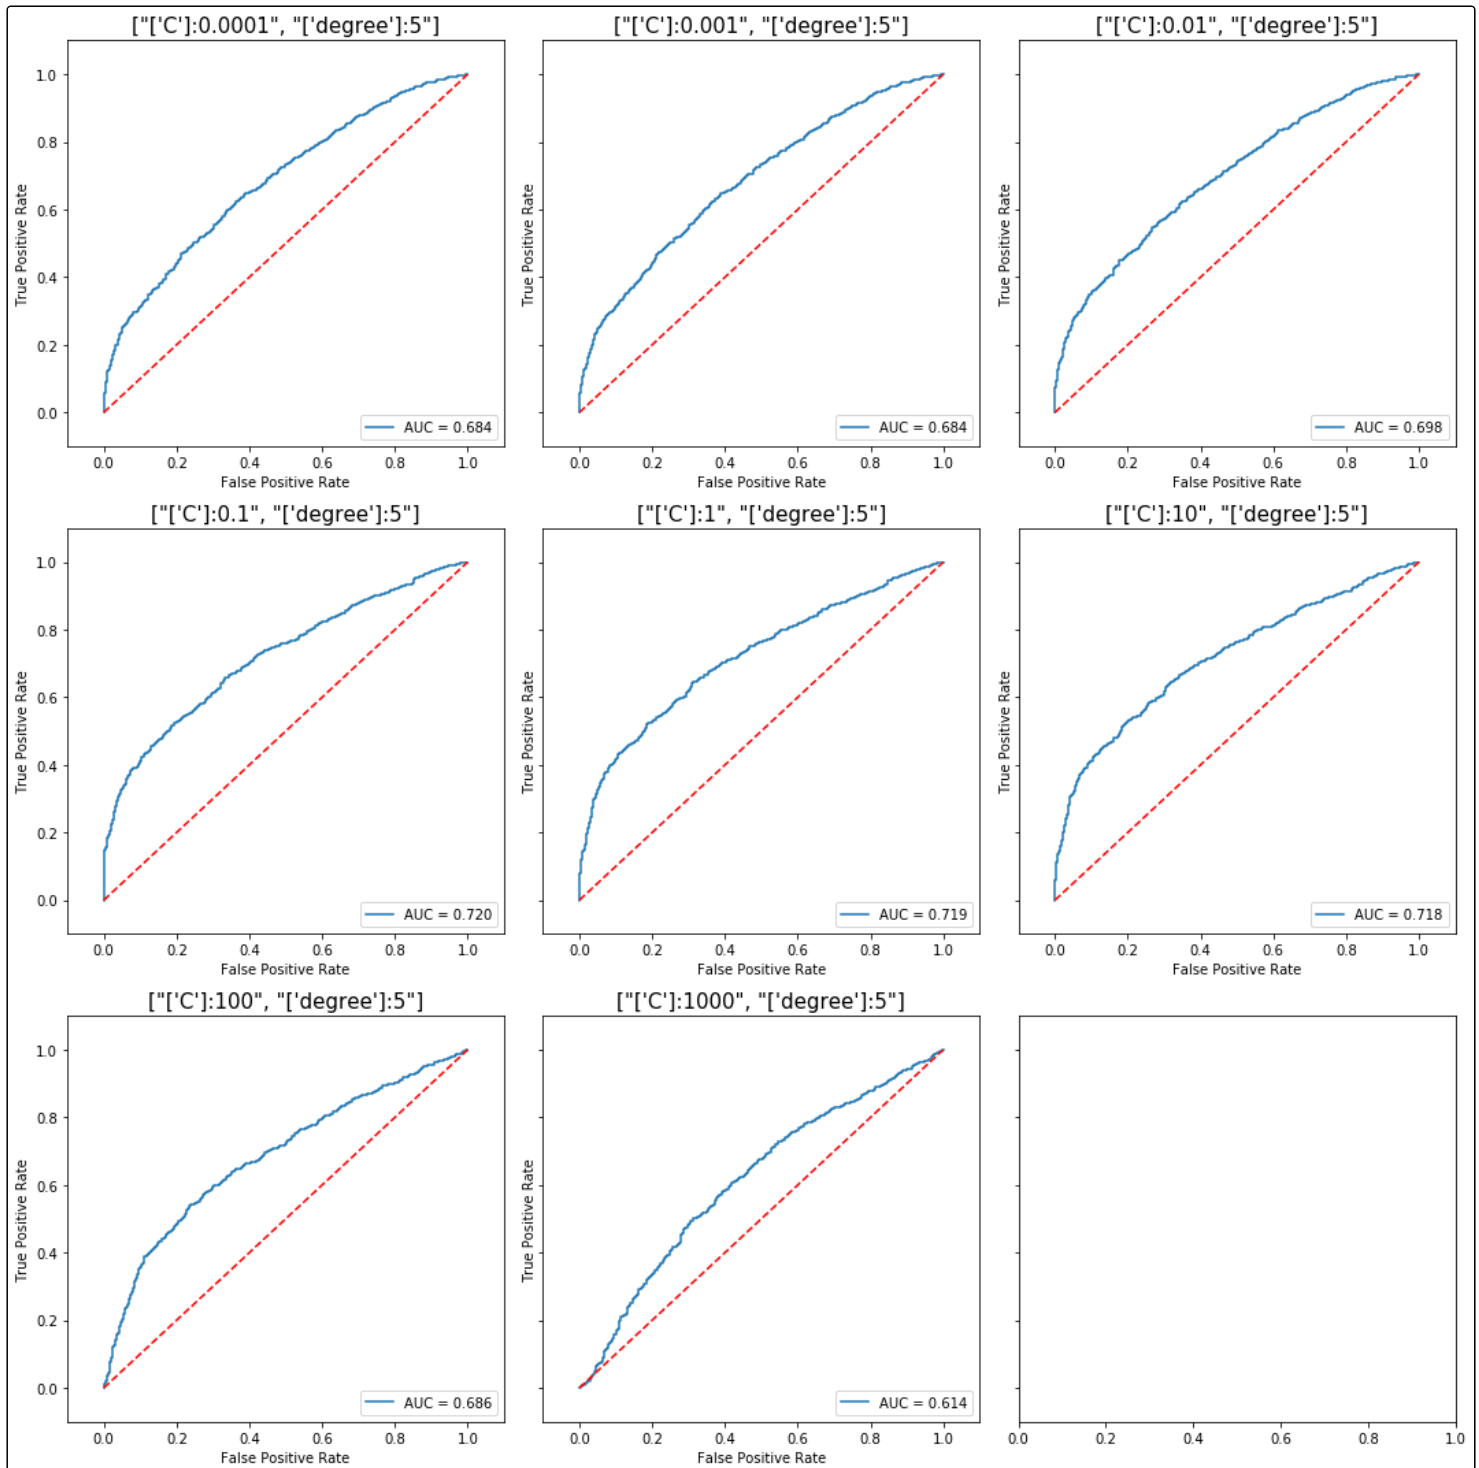 ["['C']:0.0001", "['degree']:5"]
["['C']:0.001", "['degree']:5"]
["['C']:0.01", "['degree']:5"]
True Positive Rate
1.0
0.8
0.6
0.4
0.2
0.0
AUC = 0.684
0.0 0.2 0.4 0.6 0.8 1.0
False Positive Rate
True Positive Rate
AUC = 0.684
0.0 0.2 0.4 0.6 0.8 1.0
False Positive Rate
True Positive Rate
AUC = 0.698
0.0 0.2 0.4 0.6 0.8 1.0
False Positive Rate
["['C']:0.1", "['degree']:5"]
["['C']:1", "['degree']:5"]
["['C']:10", "['degree']:5"]
True Positive Rate
1.0
0.8
0.6
0.4
0.2
0.0
AUC = 0.720
0.0 0.2 0.4 0.6 0.8 1.0
False Positive Rate
True Positive Rate
AUC = 0.719
0.0 0.2 0.4 0.6 0.8 1.0
False Positive Rate
True Positive Rate
AUC = 0.718
0.0 0.2 0.4 0.6 0.8 1.0
False Positive Rate
["['C']:100", "['degree']:5"]
["['C']:1000", "['degree']:5"]
True Positive Rate
1.0
0.8
0.6
0.4
0.2
0.0
AUC = 0.686
0.0 0.2 0.4 0.6 0.8 1.0
False Positive Rate
True Positive Rate
AUC = 0.614
0.0 0.2 0.4 0.6 0.8 1.0
False Positive Rate
0.0 0.2 0.4 0.6 0.8 1.0